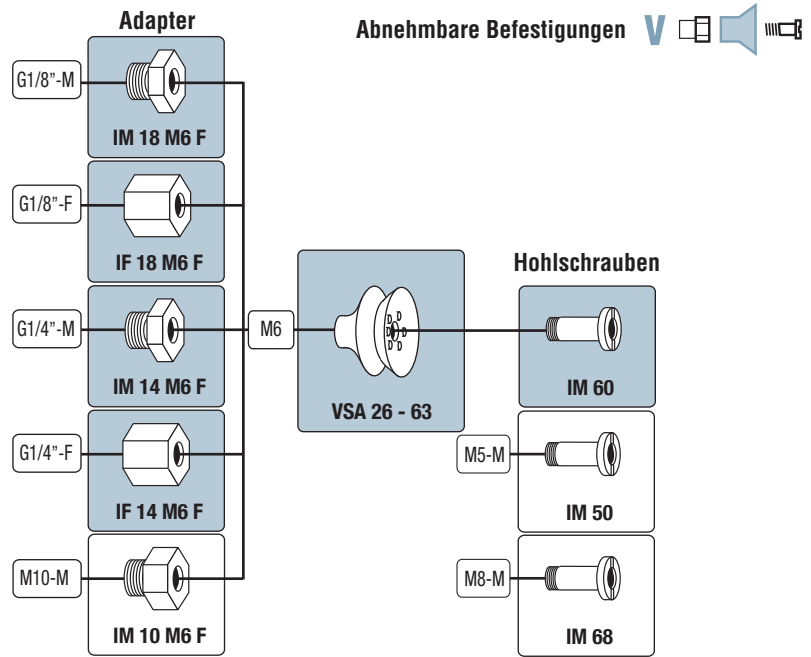 Adapter
Abnehmbare Befestigungen V
G1/8”-M
IM 18 M6 F
G1/8”-F
IF 18 M6 F
Hohlschrauben
G1/4”-M
M6
IM 14 M6 F
VSA 26 - 63
IM 60
G1/4”-F
M5-M
IF 14 M6 F
IM 50
M10-M
M8-M
IM 10 M6 F
IM 68